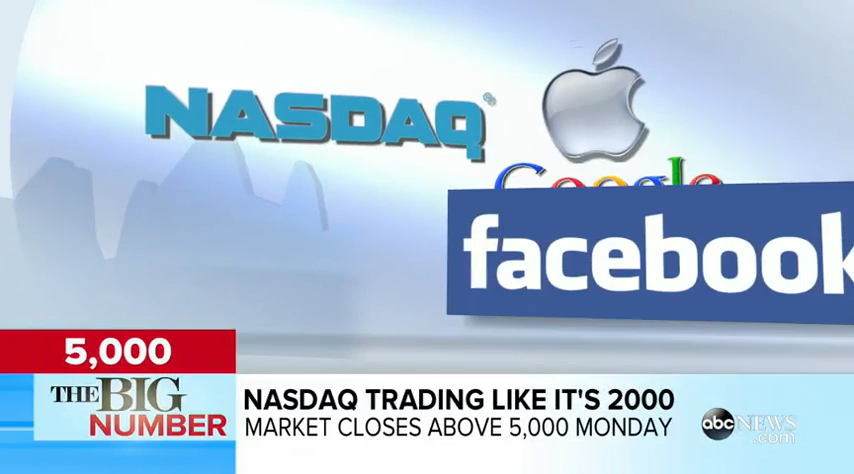 NASDAQ
Google
facebook
5,000
THE BIG
NUMBER
NASDAQ TRADING LIKE IT'S 2000
MARKET CLOSES ABOVE 5,000 MONDAY
abc NEWS
.com